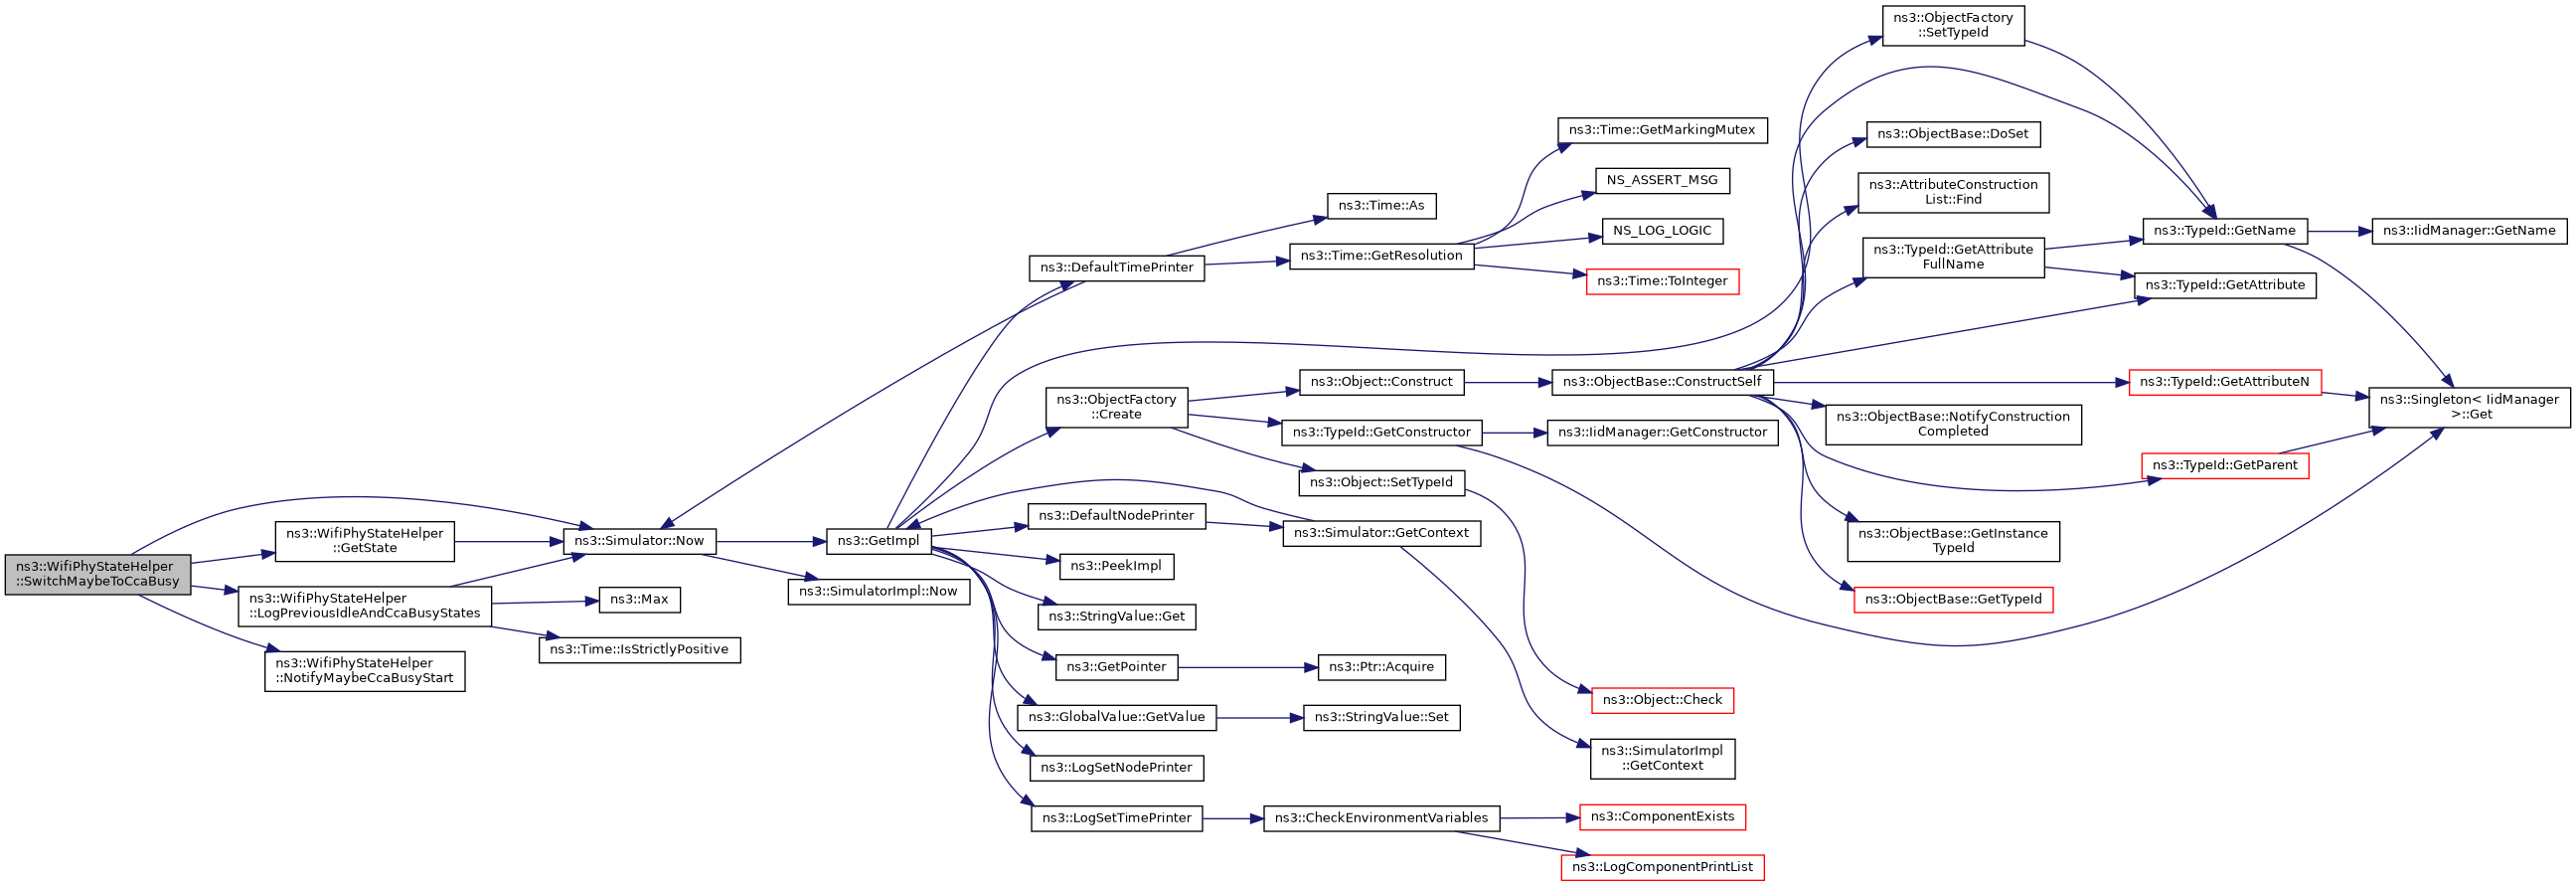 ns3::WifiPhyStateHelper
::SwitchMaybeToCcaBusy
ns3::WifiPhyStateHelper
::GetState
ns3::WifiPhyStateHelper
::LogPreviousIdleAndCcaBusyStates
ns3::WifiPhyStateHelper
::NotifyMaybeCcaBusyStart
ns3::Simulator::Now
ns3::Max
ns3::Time::IsStrictlyPositive
ns3::GetImpl
ns3::SimulatorImpl::Now
ns3::DefaultTimePrinter
ns3::ObjectFactory
::Create
ns3::DefaultNodePrinter
ns3::PeekImpl
ns3::StringValue::Get
ns3::GetPointer
ns3::GlobalValue::GetValue
ns3::LogSetNodePrinter
ns3::LogSetTimePrinter
ns3::Time::As
ns3::Time::GetResolution
ns3::Object::Construct
ns3::TypeId::GetConstructor
ns3::Object::SetTypeId
ns3::Simulator::GetContext
ns3::Ptr::Acquire
ns3::StringValue::Set
ns3::CheckEnvironmentVariables
ns3::Time::GetMarkingMutex
NS_ASSERT_MSG
NS_LOG_LOGIC
ns3::Time::ToInteger
ns3::ObjectBase::ConstructSelf
ns3::IidManager::GetConstructor
ns3::Object::Check
ns3::SimulatorImpl
::GetContext
ns3::ComponentExists
ns3::LogComponentPrintList
ns3::ObjectFactory
::SetTypeId
ns3::ObjectBase::DoSet
ns3::AttributeConstruction
List::Find
ns3::TypeId::GetAttribute
FullName
ns3::ObjectBase::NotifyConstruction
Completed
ns3::ObjectBase::GetInstance
TypeId
ns3::ObjectBase::GetTypeId
ns3::TypeId::GetName
ns3::TypeId::GetAttribute
ns3::TypeId::GetAttributeN
ns3::TypeId::GetParent
ns3::IidManager::GetName
ns3::Singleton< IidManager
>::Get